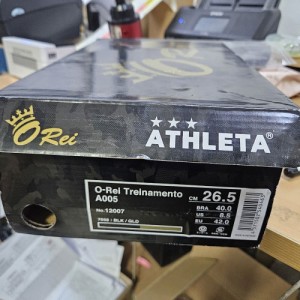 O Rei
ATHLETA®
O-Rei Treinamento
A005
CM 26.5
No.12007
BRA 40.0
US 8.5
EU 42.0
7086 : BLK / GLD